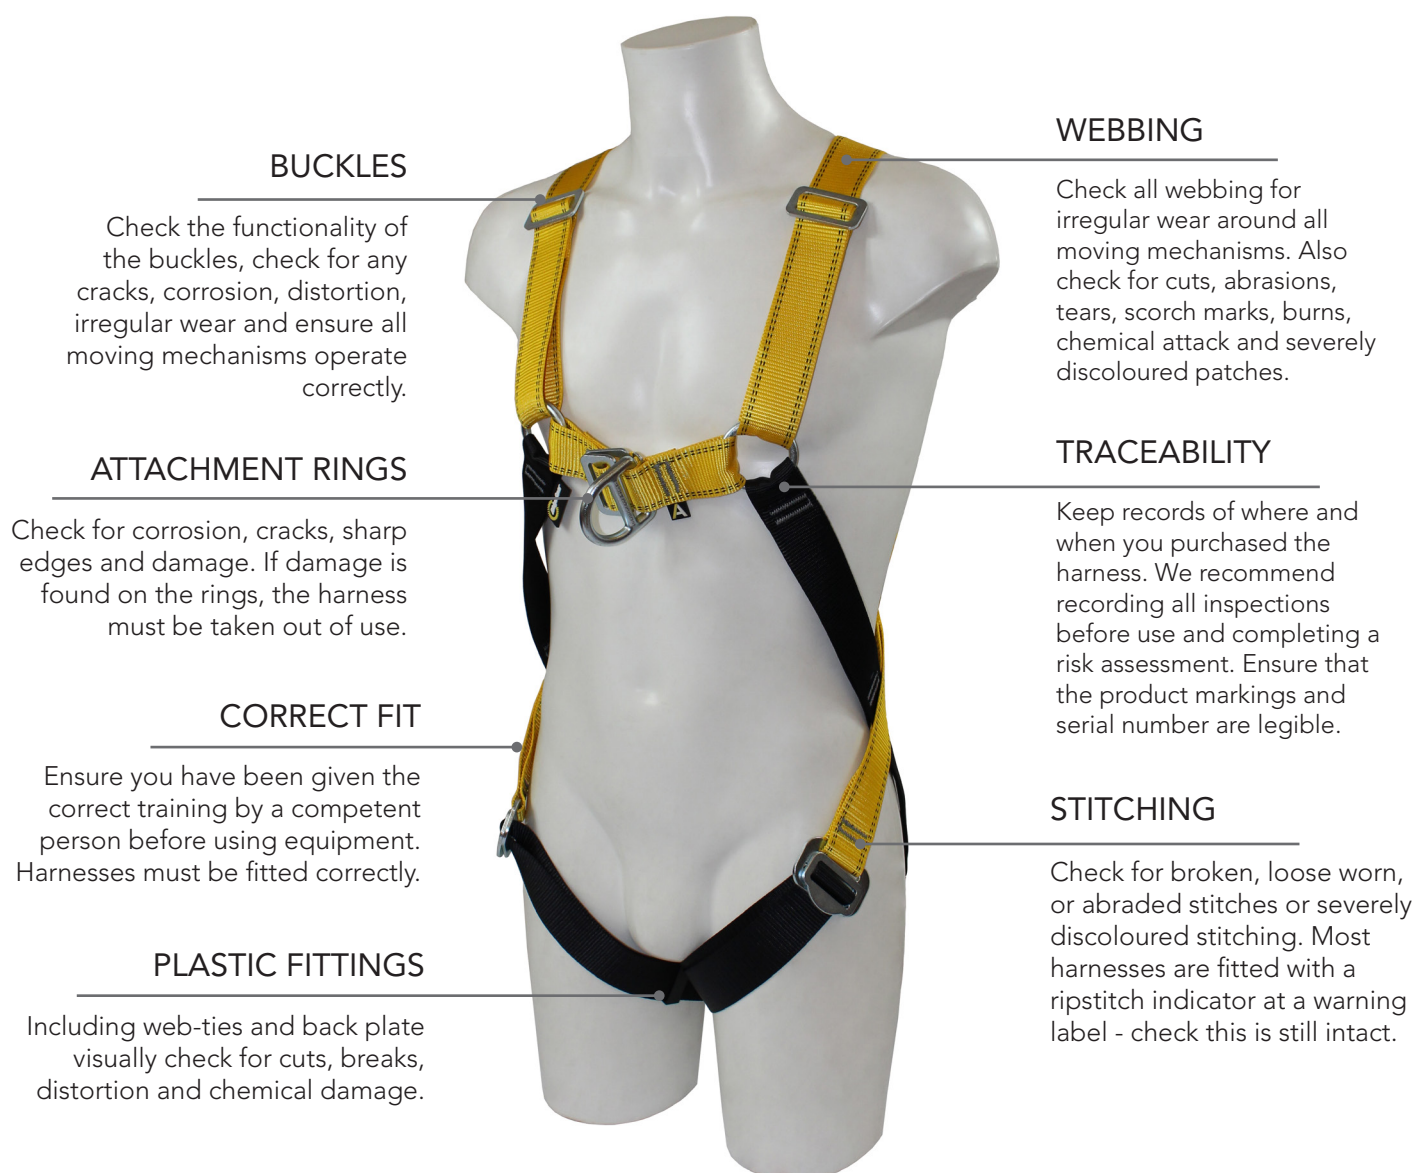 BUCKLES
Check the functionality of
the buckles, check for any
cracks, corrosion, distortion,
irregular wear and ensure all
moving mechanisms operate
correctly.
ATTACHMENT RINGS
Check for corrosion, cracks, sharp
edges and damage. If damage is
found on the rings, the harness
must be taken out of use.
CORRECT FIT
Ensure you have been given the
correct training by a competent
person before using equipment.
Harnesses must be fitted correctly.
PLASTIC FITTINGS
Including web-ties and back plate
visually check for cuts, breaks,
distortion and chemical damage.
A
WEBBING
Check all webbing for
irregular wear around all
moving mechanisms. Also
check for cuts, abrasions,
tears, scorch marks, burns,
chemical attack and severely
discoloured patches.
TRACEABILITY
Keep records of where and
when you purchased the
harness. We recommend
recording all inspections
before use and completing a
risk assessment. Ensure that
the product markings and
serial number are legible.
STITCHING
Check for broken, loose worn,
or abraded stitches or severely
discoloured stitching. Most
harnesses are fitted with a
ripstitch indicator at a warning
label - check this is still intact.